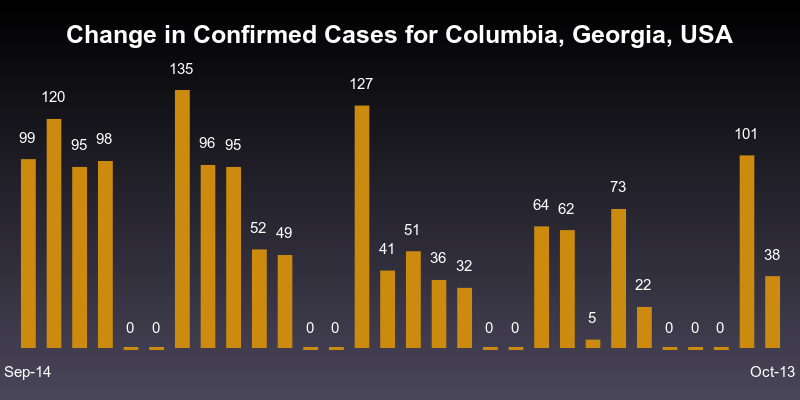 Change in Confirmed Cases for Columbia, Georgia, USA
99 120 95 98 0 0 135 96 95 52 49 0 0 127 41 51 36 32 0 0 64 62 5 73 22 0 0 0 101 38
Sep-14 Oct-13